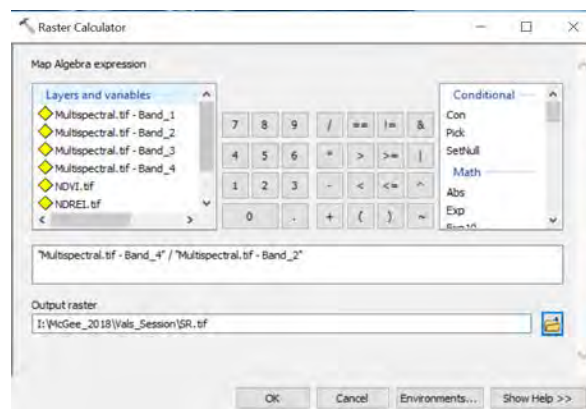 Raster Calculator
Map Algebra expression
Layers and variables
Multispectral.tif - Band_1
Multispectral.tif - Band_2
Multispectral.tif - Band_3
Multispectral.tif - Band_4
NDVI.tif
NDRE1.tif
7 8 9 / == != &
4 5 6 * > >= |
1 2 3 - < <= ^
0 . + ( ) ~
Conditional
Con
Pick
SetNull
Math
Abs
Exp
Exp10
"Multispectral.tif - Band_4" / "Multispectral.tif - Band_2"
Output raster
I:\McGee_2018\Vals_Session\SR.tif
OK Cancel Environments... Show Help >>